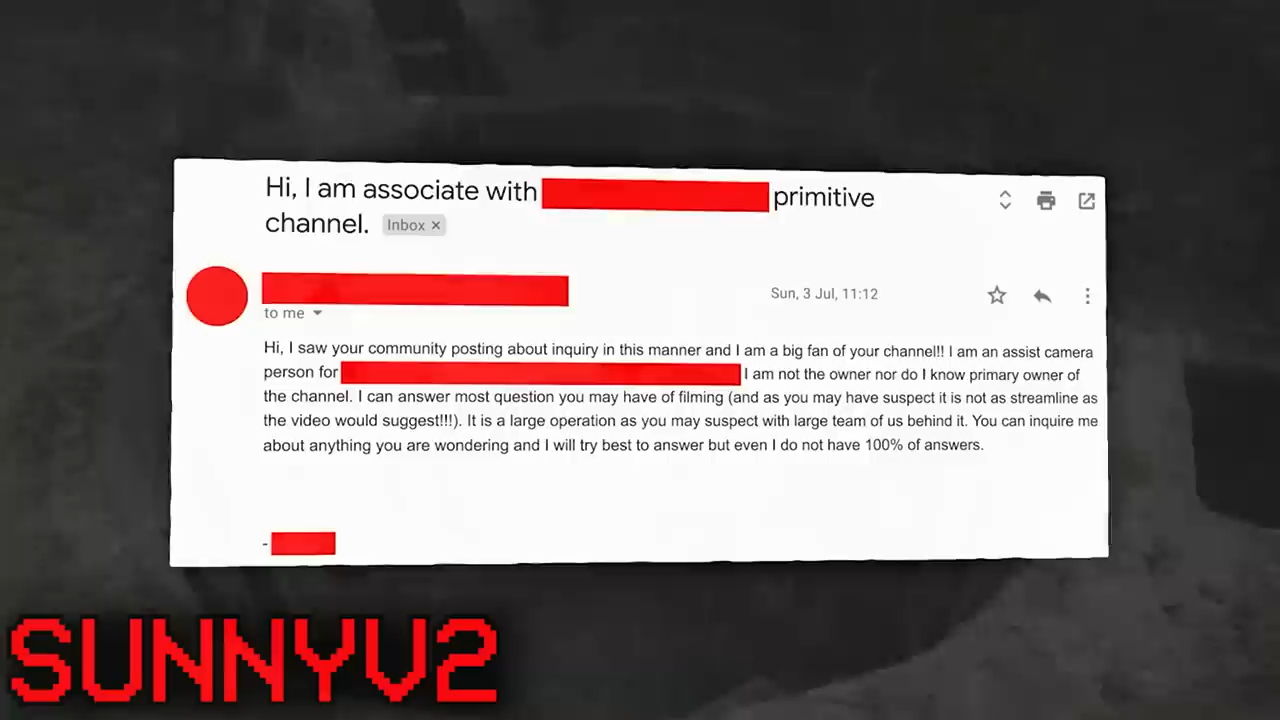 Hi, I am associate with primitive
channel. Inbox ×
Sun, 3 Jul, 11:12
to me
Hi, I saw your community posting about inquiry in this manner and I am a big fan of your channel!! I am an assist camera
person for I am not the owner nor do I know primary owner of
the channel. I can answer most question you may have of filming (and as you may have suspect it is not as streamline as
the video would suggest!!!). It is a large operation as you may suspect with large team of us behind it. You can inquire me
about anything you are wondering and I will try best to answer but even I do not have 100% of answers.
-
SUNNYV2